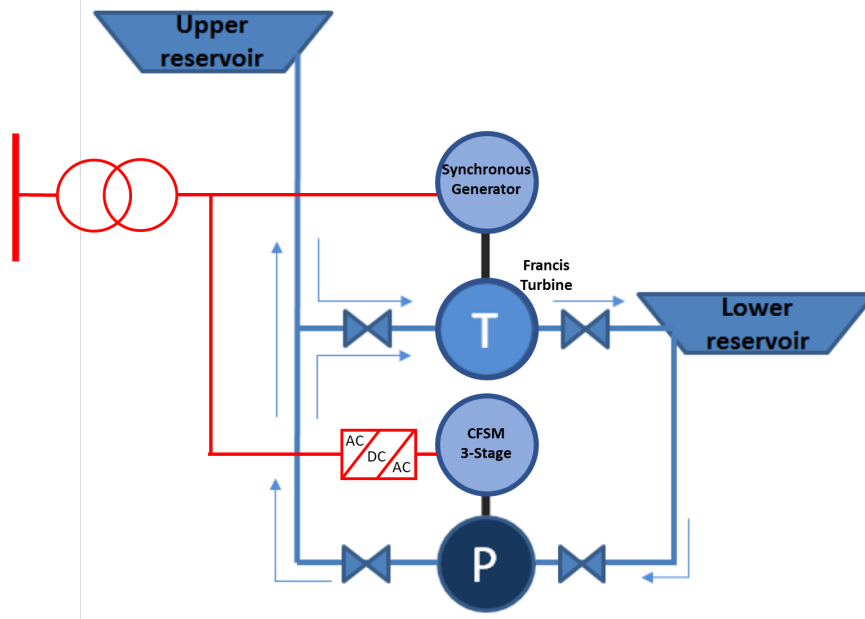 Upper
reservoir
Synchronous
Generator
Francis
Turbine
T
Lower
reservoir
CFSM
3-Stage
AC
DC
AC
P